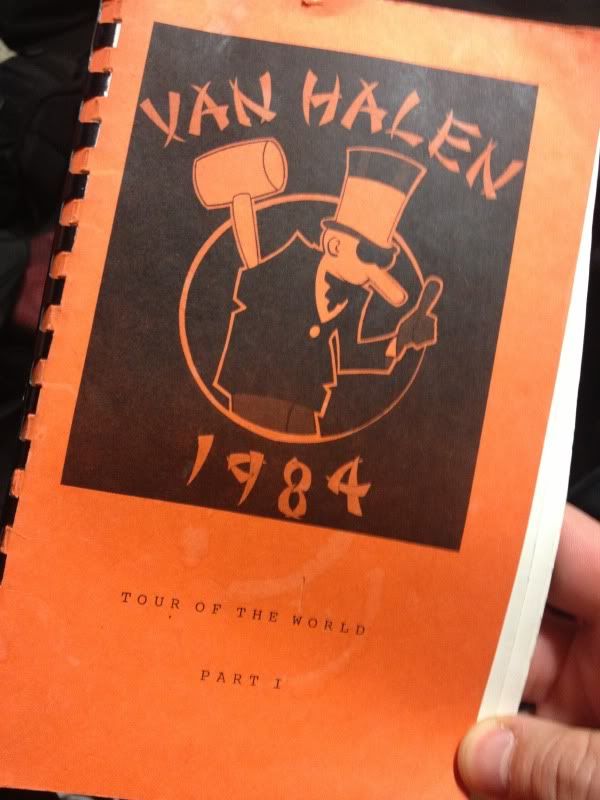 VAN HALEN
1984
TOUR OF THE WORLD
PART I